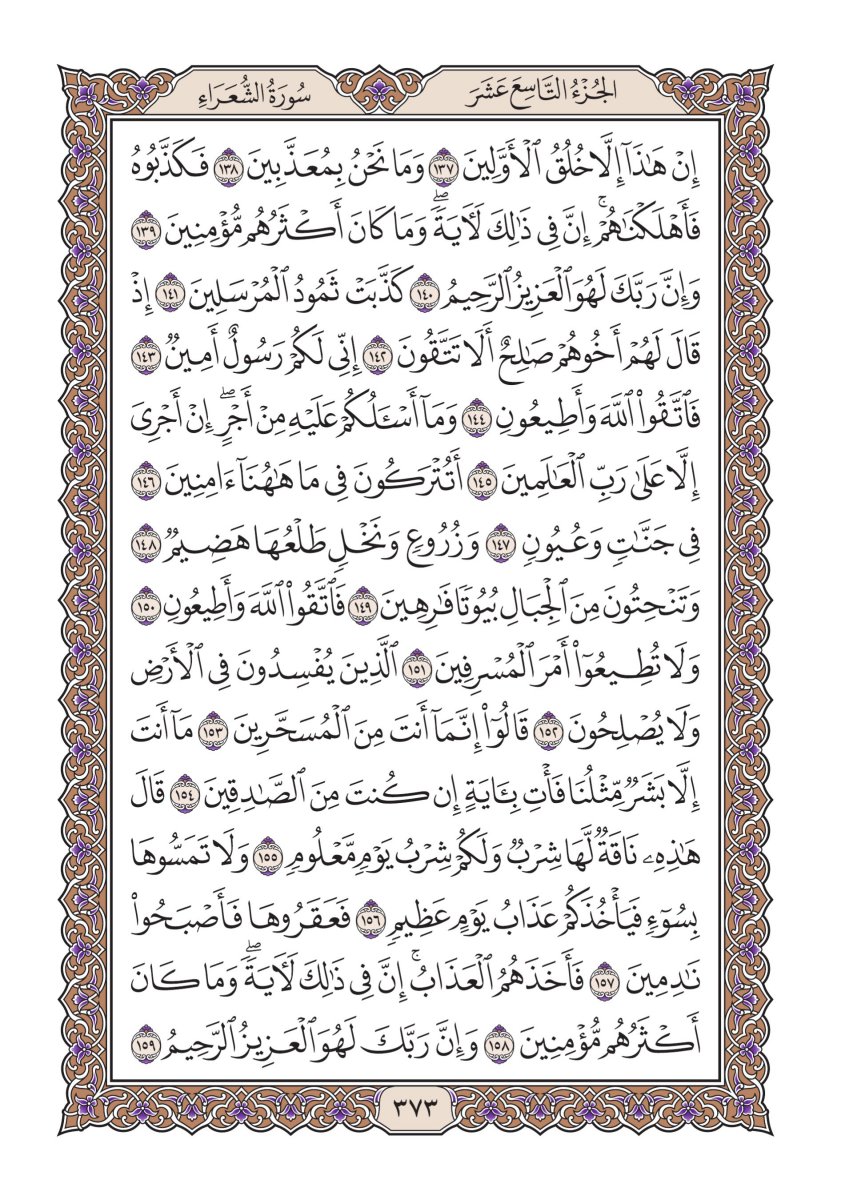 الجُزْءُ التَّاسِعَ عَشَرَ
سُورَةُ الشُّعَرَاءِ
إِنْ هَٰذَآ إِلَّا خُلُقُ ٱلْأَوَّلِينَ ١٣٧ وَمَا نَحْنُ بِمُعَذَّبِينَ ١٣٨ فَكَذَّبُوهُ
فَأَهْلَكْنَٰهُمْۚ إِنَّ فِى ذَٰلِكَ لَءَايَةًۖ وَمَا كَانَ أَكْثَرُهُم مُّؤْمِنِينَ ١٣٩
وَإِنَّ رَبَّكَ لَهُوَ ٱلْعَزِيزُ ٱلرَّحِيمُ ١٤٠ كَذَّبَتْ ثَمُودُ ٱلْمُرْسَلِينَ ١٤١ إِذْ
قَالَ لَهُمْ أَخُوهُمْ صَٰلِحٌ أَلَا تَتَّقُونَ ١٤٢ إِنِّى لَكُمْ رَسُولٌ أَمِينٌ ١٤٣
فَٱتَّقُوا۟ ٱللَّهَ وَأَطِيعُونِ ١٤٤ وَمَآ أَسْـَٔلُكُمْ عَلَيْهِ مِنْ أَجْرٍۖ إِنْ أَجْرِىَ
إِلَّا عَلَىٰ رَبِّ ٱلْعَٰلَمِينَ ١٤٥ أَتُتْرَكُونَ فِى مَا هَٰهُنَآ ءَامِنِينَ ١٤٦
فِى جَنَّٰتٍ وَعُيُونٍ ١٤٧ وَزُرُوعٍ وَنَخْلٍ طَلْعُهَا هَضِيمٌ ١٤٨
وَتَنْحِتُونَ مِنَ ٱلْجِبَالِ بُيُوتًا فَٰرِهِينَ ١٤٩ فَٱتَّقُوا۟ ٱللَّهَ وَأَطِيعُونِ ١٥٠
وَلَا تُطِيعُوٓا۟ أَمْرَ ٱلْمُسْرِفِينَ ١٥١ ٱلَّذِينَ يُفْسِدُونَ فِى ٱلْأَرْضِ
وَلَا يُصْلِحُونَ ١٥٢ قَالُوٓا۟ إِنَّمَآ أَنتَ مِنَ ٱلْمُسَحَّرِينَ ١٥٣ مَآ أَنتَ
إِلَّا بَشَرٌ مِّثْلُنَا فَأْتِ بِـَٔايَةٍ إِن كُنتَ مِنَ ٱلصَّٰدِقِينَ ١٥٤ قَالَ
هَٰذِهِۦ نَاقَةٌ لَّهَا شِرْبٌ وَلَكُمْ شِرْبُ يَوْمٍ مَّعْلُومٍ ١٥٥ وَلَا تَمَسُّوهَا
بِسُوٓءٍ فَيَأْخُذَكُمْ عَذَابُ يَوْمٍ عَظِيمٍ ١٥٦ فَعَقَرُوهَا فَأَصْبَحُوا۟
نَٰدِمِينَ ١٥٧ فَأَخَذَهُمُ ٱلْعَذَابُۚ إِنَّ فِى ذَٰلِكَ لَءَايَةًۖ وَمَا كَانَ
أَكْثَرُهُم مُّؤْمِنِينَ ١٥٨ وَإِنَّ رَبَّكَ لَهُوَ ٱلْعَزِيزُ ٱلرَّحِيمُ ١٥٩
٣٧٣